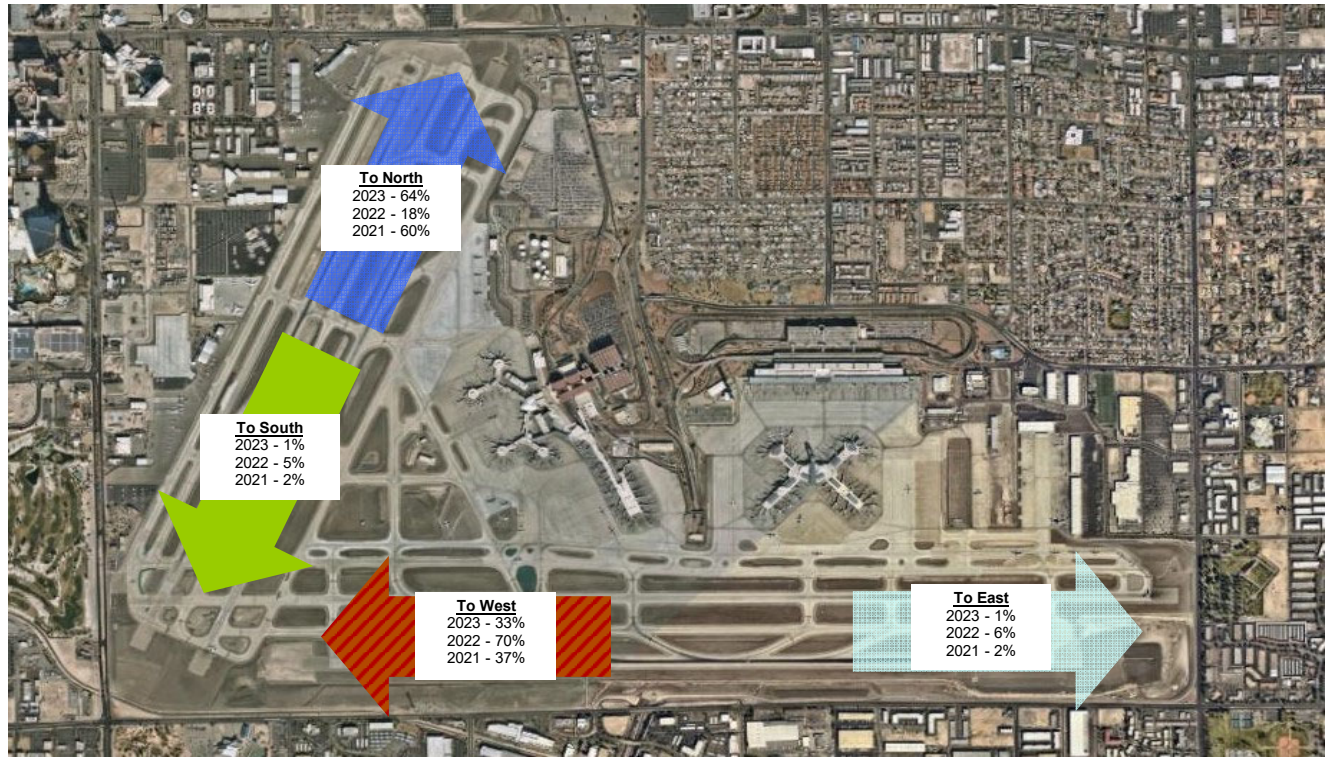 To North
2023 - 64%
2022 - 18%
2021 - 60%
To South
2023 - 1%
2022 - 5%
2021 - 2%
To West
2023 - 33%
2022 - 70%
2021 - 37%
To East
2023 - 1%
2022 - 6%
2021 - 2%